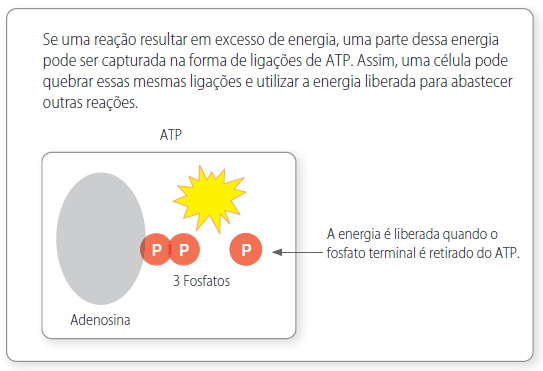 Se uma reação resultar em excesso de energia, uma parte dessa energia
pode ser capturada na forma de ligações de ATP. Assim, uma célula pode
quebrar essas mesmas ligações e utilizar a energia liberada para abastecer
outras reações.
ATP
P P P
A energia é liberada quando o
fosfato terminal é retirado do ATP.
3 Fosfatos
Adenosina